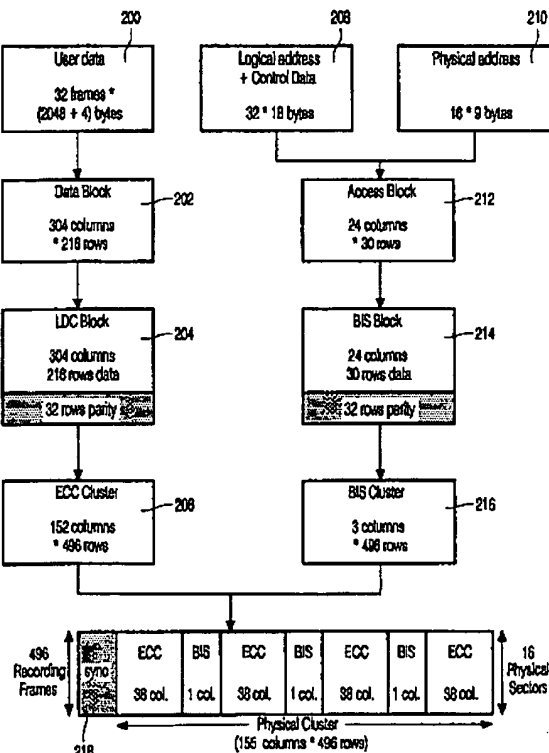 200
208
210
User data
32 frames *
(2048 + 4) bytes
Logical address
+ Control Data
32 * 18 bytes
Physical address
16 * 9 bytes
Data Block
304 columns
* 216 rows
202
Access Block
24 columns
* 30 rows
212
LDC Block
304 columns
216 rows data
32 rows parity
204
BIS Block
24 columns
30 rows data
32 rows parity
214
ECC Cluster
152 columns
* 496 rows
206
BIS Cluster
3 columns
* 496 rows
216
496
Recording
Frames
sync
ECC
38 col.
BIS
1 col.
ECC
38 col.
BIS
1 col.
ECC
38 col.
BIS
1 col.
ECC
38 col.
16
Physical
Sectors
218
Physical Cluster
(155 columns * 496 rows)